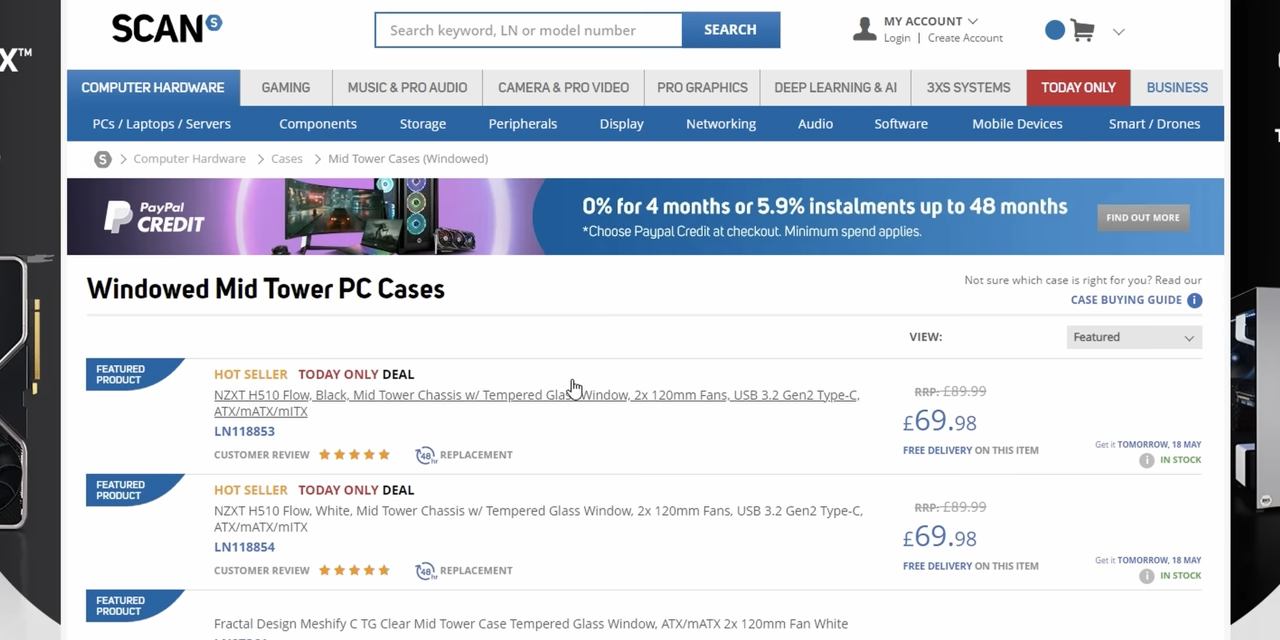 X™
SCAN S
Search keyword, LN or model number
SEARCH
MY ACCOUNT
Login | Create Account
COMPUTER HARDWARE
GAMING
MUSIC & PRO AUDIO
CAMERA & PRO VIDEO
PRO GRAPHICS
DEEP LEARNING & AI
3XS SYSTEMS
TODAY ONLY
BUSINESS
PCs / Laptops / Servers
Components
Storage
Peripherals
Display
Networking
Audio
Software
Mobile Devices
Smart / Drones
S > Computer Hardware > Cases > Mid Tower Cases (Windowed)
PayPal
CREDIT
0% for 4 months or 5.9% instalments up to 48 months
*Choose Paypal Credit at checkout. Minimum spend applies.
FIND OUT MORE
Windowed Mid Tower PC Cases
Not sure which case is right for you? Read our
CASE BUYING GUIDE i
VIEW:
Featured
FEATURED
PRODUCT
HOT SELLER TODAY ONLY DEAL
NZXT H510 Flow, Black, Mid Tower Chassis w/ Tempered Glass Window, 2x 120mm Fans, USB 3.2 Gen2 Type-C,
ATX/mATX/mITX
LN118853
CUSTOMER REVIEW
48hr REPLACEMENT
RRP: £89.99
£69.98
FREE DELIVERY ON THIS ITEM
Get it TOMORROW, 18 MAY
i IN STOCK
FEATURED
PRODUCT
HOT SELLER TODAY ONLY DEAL
NZXT H510 Flow, White, Mid Tower Chassis w/ Tempered Glass Window, 2x 120mm Fans, USB 3.2 Gen2 Type-C,
ATX/mATX/mITX
LN118854
CUSTOMER REVIEW
48hr REPLACEMENT
RRP: £89.99
£69.98
FREE DELIVERY ON THIS ITEM
Get it TOMORROW, 18 MAY
i IN STOCK
FEATURED
PRODUCT
Fractal Design Meshify C TG Clear Mid Tower Case Tempered Glass Window, ATX/mATX 2x 120mm Fan White